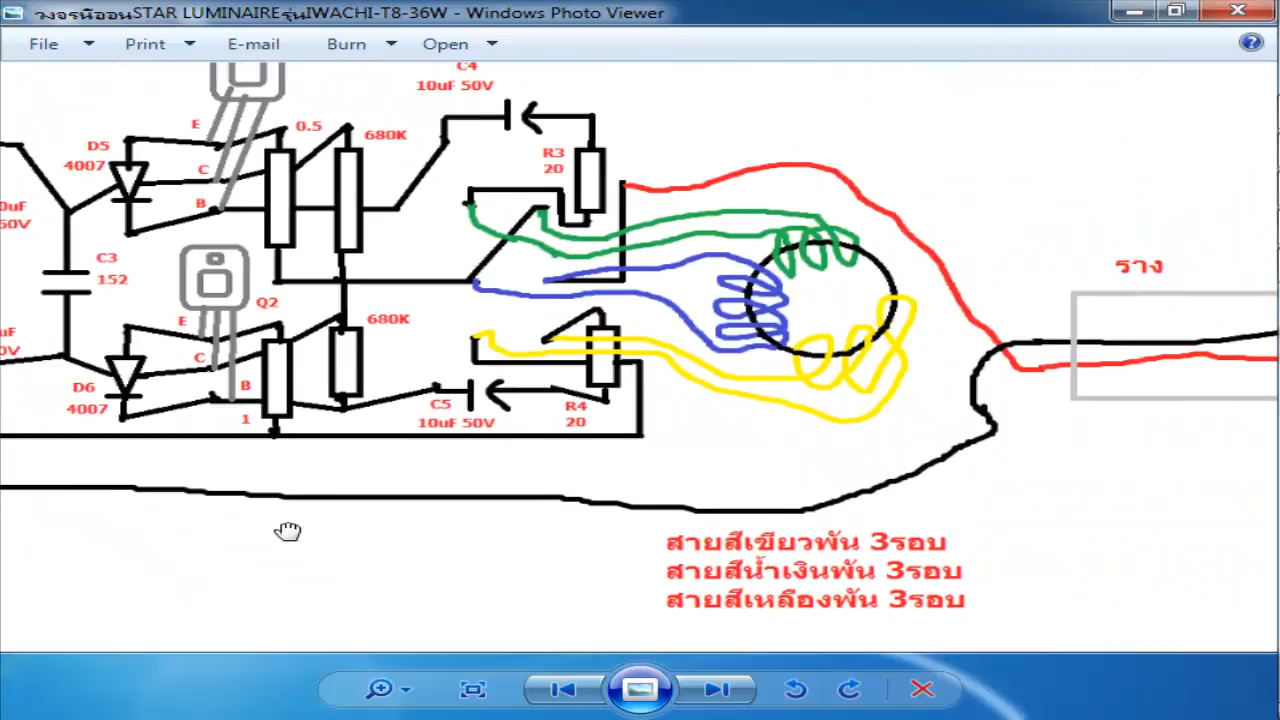 วงจรนีออนSTAR LUMINAIREรุ่นIWACHI-T8-36W - Windows Photo Viewer
File Print E-mail Burn Open
C4
10uF 50V
E
0.5
680K
D5
4007
C
B
R3
20
0uF
50V
C3
152
Q2
E
680K
0V
C
D6
4007
B
1
C5
10uF 50V
R4
20
ราง
สายสีเขียวพัน 3รอบ
สายสีน้ำเงินพัน 3รอบ
สายสีเหลืองพัน 3รอบ